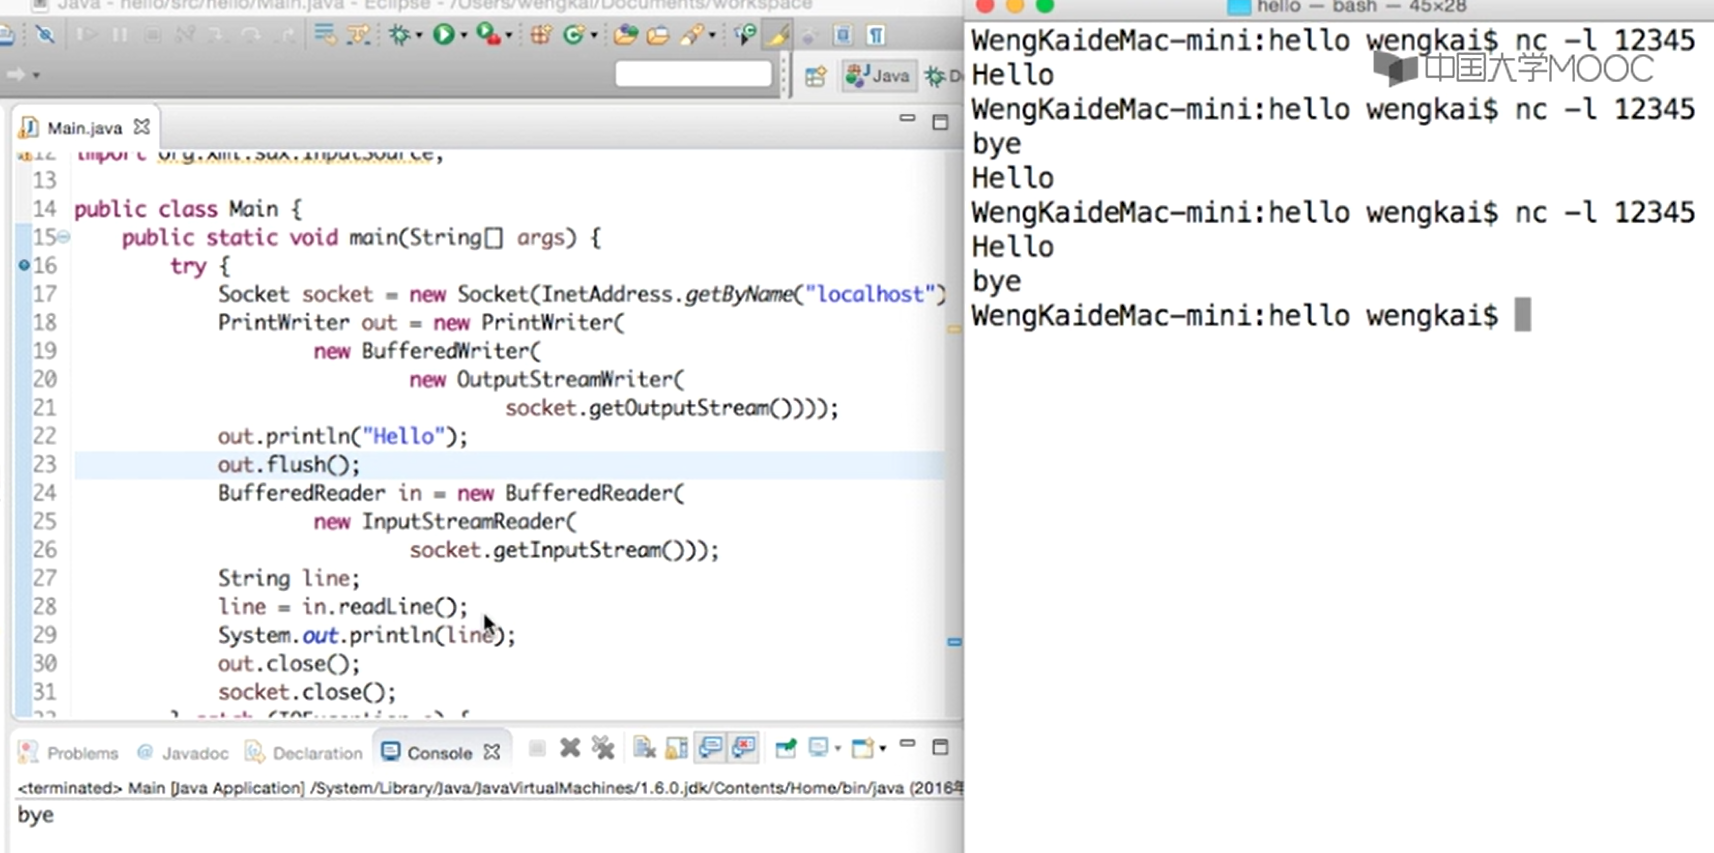 Java - hello/src/hello/Main.java - Eclipse - /Users/wengkai/Documents/workspace
Java
Main.java
12 import org.xml.sax.InputSource;
13
14 public class Main {
15 public static void main(String[] args) {
16 try {
17 Socket socket = new Socket(InetAddress.getByName("localhost")
18 PrintWriter out = new PrintWriter(
19 new BufferedWriter(
20 new OutputStreamWriter(
21 socket.getOutputStream())));
22 out.println("Hello");
23 out.flush();
24 BufferedReader in = new BufferedReader(
25 new InputStreamReader(
26 socket.getInputStream()));
27 String line;
28 line = in.readLine();
29 System.out.println(line);
30 out.close();
31 socket.close();
} catch (IOException e) {
Problems @ Javadoc Declaration Console
<terminated> Main [Java Application] /System/Library/Java/JavaVirtualMachines/1.6.0.jdk/Contents/Home/bin/java (2016年
bye
hello — bash — 45×28
WengKaideMac-mini:hello wengkai$ nc -l 12345
Hello
中国大学MOOC
WengKaideMac-mini:hello wengkai$ nc -l 12345
bye
Hello
WengKaideMac-mini:hello wengkai$ nc -l 12345
Hello
bye
WengKaideMac-mini:hello wengkai$